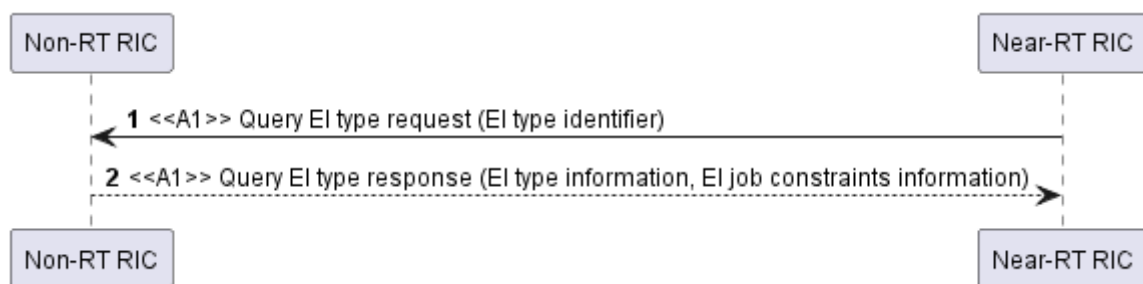 Non-RT RIC
Near-RT RIC
1 <<A1>> Query EI type request (EI type identifier)
2 <<A1>> Query EI type response (EI type information, EI job constraints information)
Non-RT RIC
Near-RT RIC